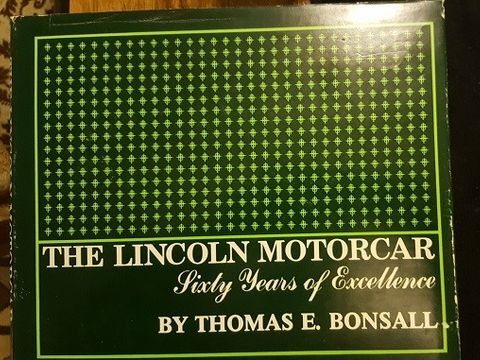 THE LINCOLN MOTORCAR
Sixty Years of Excellence
BY THOMAS E. BONSALL